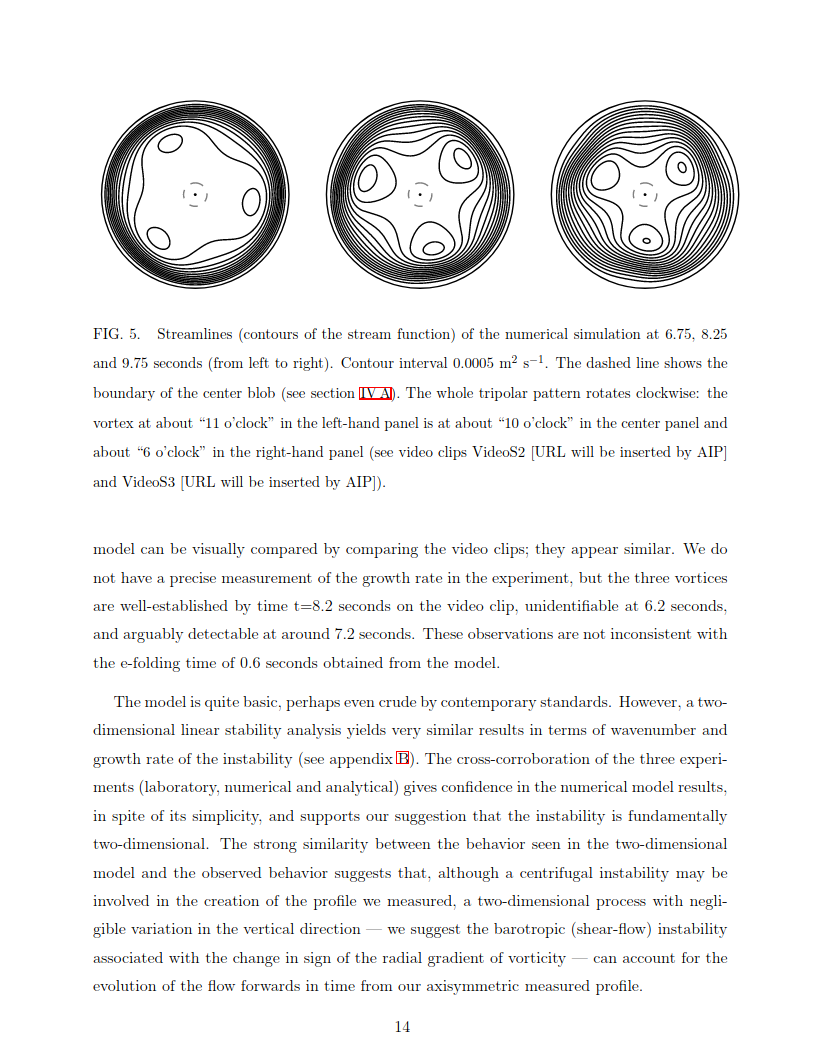 FIG. 5. Streamlines (contours of the stream function) of the numerical simulation at 6.75, 8.25
and 9.75 seconds (from left to right). Contour interval 0.0005 m² s⁻¹. The dashed line shows the
boundary of the center blob (see section IV A). The whole tripolar pattern rotates clockwise: the
vortex at about “11 o’clock” in the left-hand panel is at about “10 o’clock” in the center panel and
about “6 o’clock” in the right-hand panel (see video clips VideoS2 [URL will be inserted by AIP]
and VideoS3 [URL will be inserted by AIP]).
model can be visually compared by comparing the video clips; they appear similar. We do
not have a precise measurement of the growth rate in the experiment, but the three vortices
are well-established by time t=8.2 seconds on the video clip, unidentifiable at 6.2 seconds,
and arguably detectable at around 7.2 seconds. These observations are not inconsistent with
the e-folding time of 0.6 seconds obtained from the model.
The model is quite basic, perhaps even crude by contemporary standards. However, a two-
dimensional linear stability analysis yields very similar results in terms of wavenumber and
growth rate of the instability (see appendix B). The cross-corroboration of the three experi-
ments (laboratory, numerical and analytical) gives confidence in the numerical model results,
in spite of its simplicity, and supports our suggestion that the instability is fundamentally
two-dimensional. The strong similarity between the behavior seen in the two-dimensional
model and the observed behavior suggests that, although a centrifugal instability may be
involved in the creation of the profile we measured, a two-dimensional process with negli-
gible variation in the vertical direction — we suggest the barotropic (shear-flow) instability
associated with the change in sign of the radial gradient of vorticity — can account for the
evolution of the flow forwards in time from our axisymmetric measured profile.
14